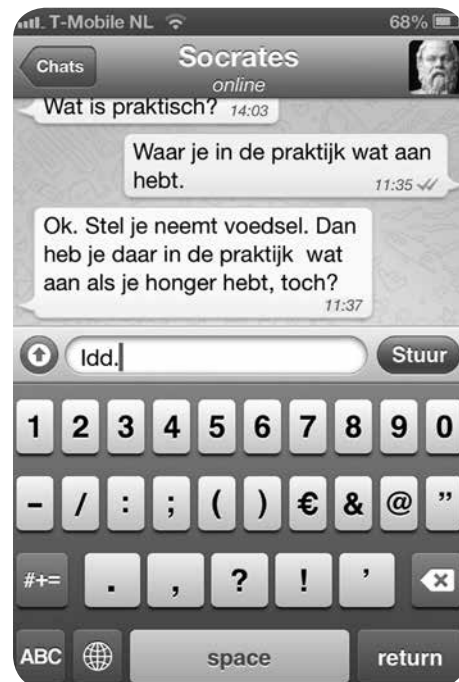 T-Mobile NL 68%
Chats
Socrates
online
Wat is praktisch? 14:03
Waar je in de praktijk wat aan
hebt.
11:35
Ok. Stel je neemt voedsel. Dan
heb je daar in de praktijk wat
aan als je honger hebt, toch?
11:37
Idd. Stuur
1 2 3 4 5 6 7 8 9 0
- / : ; ( ) € & @ ”
#+= . , ? ! ’
ABC space return